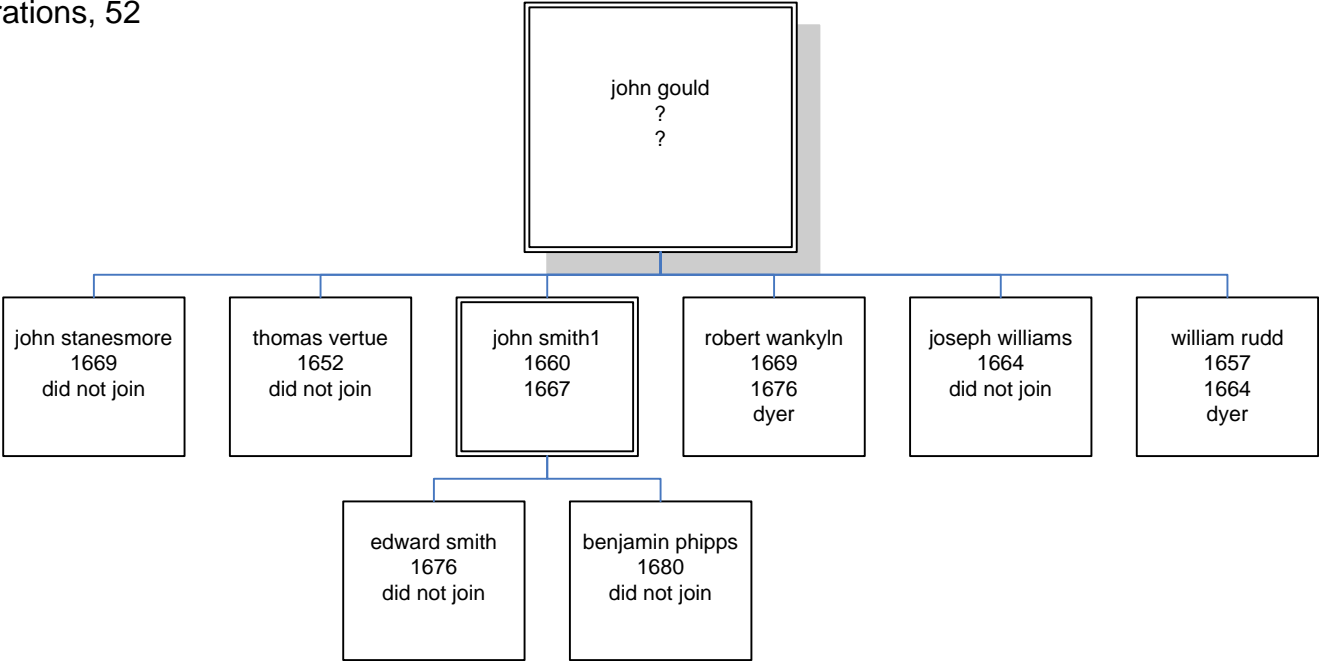 rations, 52
john gould
?
?
john stanesmore
1669
did not join
thomas vertue
1652
did not join
john smith1
1660
1667
robert wankyln
1669
1676
dyer
joseph williams
1664
did not join
william rudd
1657
1664
dyer
edward smith
1676
did not join
benjamin phipps
1680
did not join